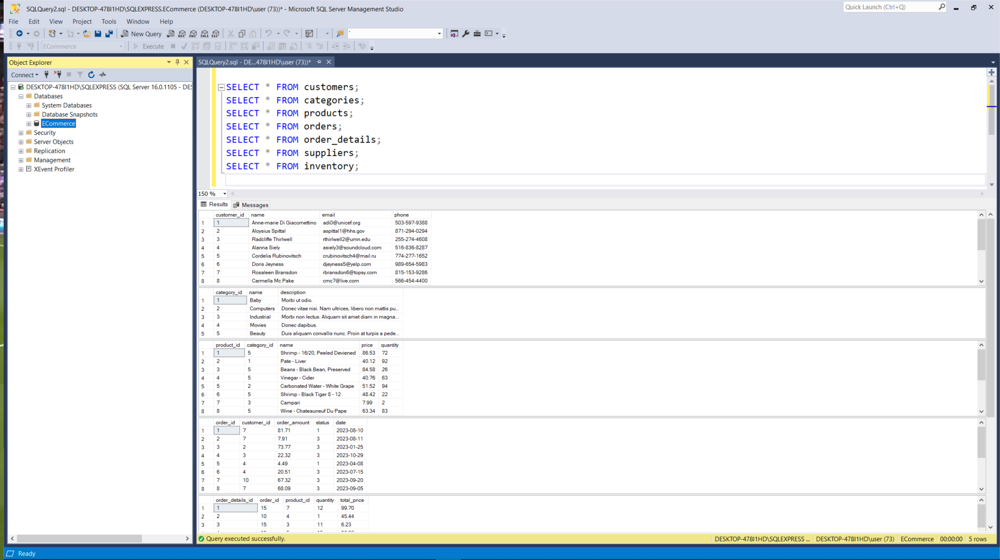 SQLQuery2.sql - DESKTOP-478I1HD\SQLEXPRESS.ECommerce (DESKTOP-478I1HD\user (73))* - Microsoft SQL Server Management Studio
Quick Launch (Ctrl+Q)
File Edit View Project Tools Window Help
New Query MDX DMX XMLA DAX `
ECommerce Execute
Object Explorer
Connect
DESKTOP-478I1HD\SQLEXPRESS (SQL Server 16.0.1105 - DES
Databases
System Databases
Database Snapshots
ECommerce
Security
Server Objects
Replication
Management
XEvent Profiler
SQLQuery2.sql - DE...478I1HD\user (73))*
SELECT * FROM customers;
SELECT * FROM categories;
SELECT * FROM products;
SELECT * FROM orders;
SELECT * FROM order_details;
SELECT * FROM suppliers;
SELECT * FROM inventory;
150 %
Results Messages
customer_id name email phone
1 1 Anne-marie Di Giacomettino adi0@unicef.org 503-597-9388
2 2 Aloysius Spittal aspittal1@hhs.gov 871-294-0294
3 3 Radcliffe Thirlwell rthirlwell2@umn.edu 255-274-4608
4 4 Alanna Siely asiely3@soundcloud.com 516-836-8287
5 5 Cordelia Rubinovitsch crubinovitsch4@mail.ru 774-277-1652
6 6 Doris Jeyness djeyness5@yelp.com 989-654-5983
7 7 Rosaleen Bransdon rbransdon6@topsy.com 815-153-9286
8 8 Carmella Mc Pake cmc7@live.com 566-454-4400
category_id name description
1 1 Baby Morbi ut odio.
2 2 Computers Donec vitae nisi. Nam ultrices, libero non mattis pu...
3 3 Industrial Morbi non lectus. Aliquam sit amet diam in magna...
4 4 Movies Donec dapibus.
5 5 Beauty Duis aliquam convallis nunc. Proin at turpis a pede...
product_id category_id name price quantity
1 1 5 Shrimp - 16/20, Peeled Deviened 86.53 72
2 2 1 Pate - Liver 40.12 92
3 3 5 Beans - Black Bean, Preserved 84.58 26
4 4 5 Vinegar - Cider 40.76 63
5 5 2 Carbonated Water - White Grape 51.52 94
6 6 5 Shrimp - Black Tiger 8 - 12 48.42 22
7 7 3 Campari 7.99 2
8 8 5 Wine - Chateauneuf Du Pape 63.34 83
order_id customer_id order_amount status date
1 1 7 81.71 1 2023-08-10
2 2 7 7.91 3 2023-08-11
3 3 2 73.77 3 2023-01-25
4 4 3 22.32 3 2023-10-29
5 5 4 4.49 1 2023-04-08
6 6 4 20.51 3 2023-07-15
7 7 10 67.32 3 2023-09-20
8 8 7 68.09 3 2023-09-05
order_details_id order_id product_id quantity total_price
1 1 15 7 12 99.70
2 2 10 4 1 45.44
3 3 15 3 11 6.23
Query executed successfully.
DESKTOP-478I1HD\SQLEXPRESS ... DESKTOP-478I1HD\user (73) ECommerce 00:00:00 5 rows
Ready